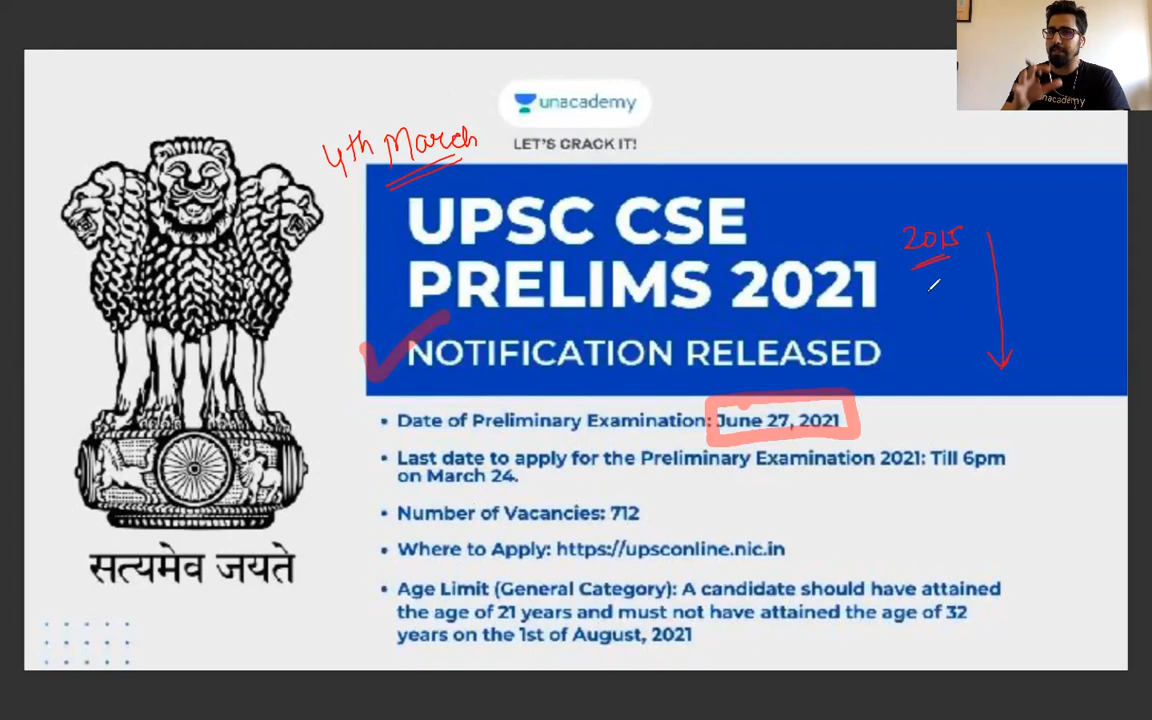 unacademy
LET'S CRACK IT!
4th March
UPSC CSE
PRELIMS 2021
NOTIFICATION RELEASED
2015
• Date of Preliminary Examination: June 27, 2021
• Last date to apply for the Preliminary Examination 2021: Till 6pm
on March 24.
• Number of Vacancies: 712
• Where to Apply: https://upsconline.nic.in
• Age Limit (General Category): A candidate should have attained
the age of 21 years and must not have attained the age of 32
years on the 1st of August, 2021
सत्यमेव जयते
unacademy